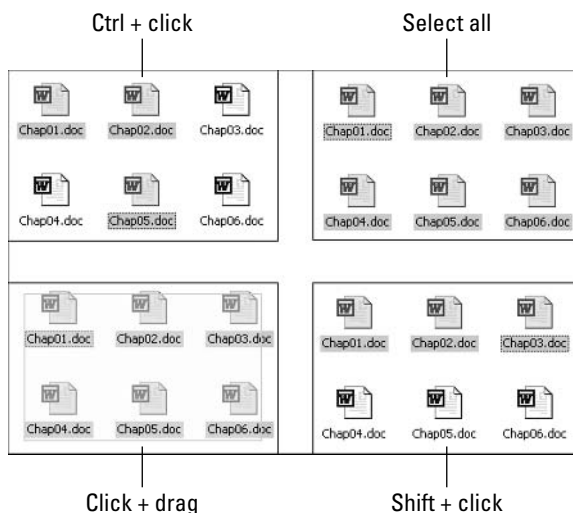 Ctrl + click
Select all
W W W
Chap01.doc Chap02.doc Chap03.doc
W W W
Chap04.doc Chap05.doc Chap06.doc
W W W
Chap01.doc Chap02.doc Chap03.doc
W W W
Chap04.doc Chap05.doc Chap06.doc
W W W
Chap01.doc Chap02.doc Chap03.doc
W W W
Chap04.doc Chap05.doc Chap06.doc
W W W
Chap01.doc Chap02.doc Chap03.doc
W W W
Chap04.doc Chap05.doc Chap06.doc
Click + drag
Shift + click